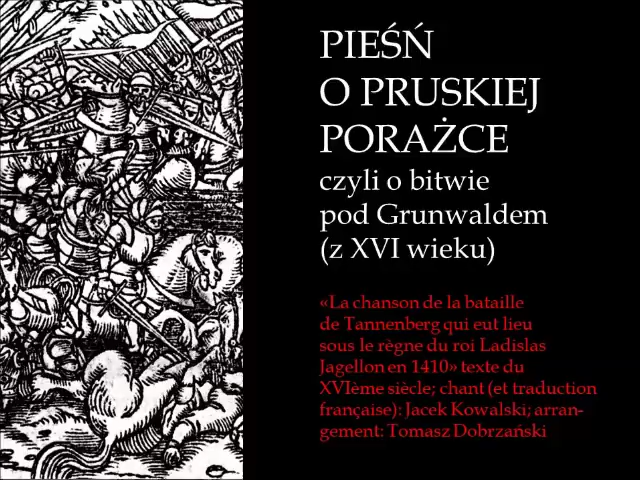 PIEŚŃ
O PRUSKIEJ
PORAŻCE
czyli o bitwie
pod Grunwaldem
(z XVI wieku)
«La chanson de la bataille
de Tannenberg qui eut lieu
sous le règne du roi Ladislas
Jagellon en 1410» texte du
XVIème siècle; chant (et traduction
française): Jacek Kowalski; arran-
gement: Tomasz Dobrzański